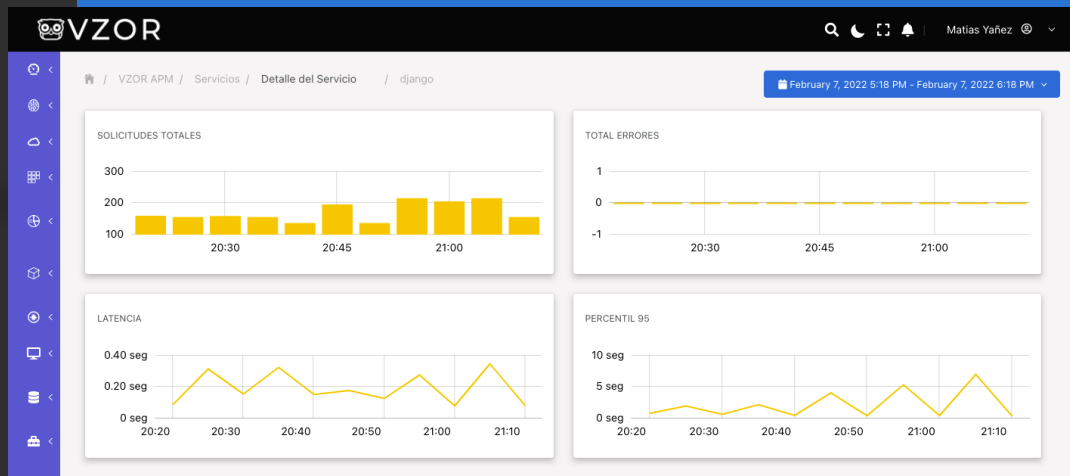 VZOR
Matias Yañez
/ VZOR APM / Servicios / Detalle del Servicio / django
February 7, 2022 5:18 PM - February 7, 2022 6:18 PM
SOLICITUDES TOTALES
300
200
100
20:30 20:45 21:00
TOTAL ERRORES
1
0
-1
20:30 20:45 21:00
LATENCIA
0.40 seg
0.20 seg
0 seg
20:20 20:30 20:40 20:50 21:00 21:10
PERCENTIL 95
10 seg
5 seg
0 seg
20:20 20:30 20:40 20:50 21:00 21:10